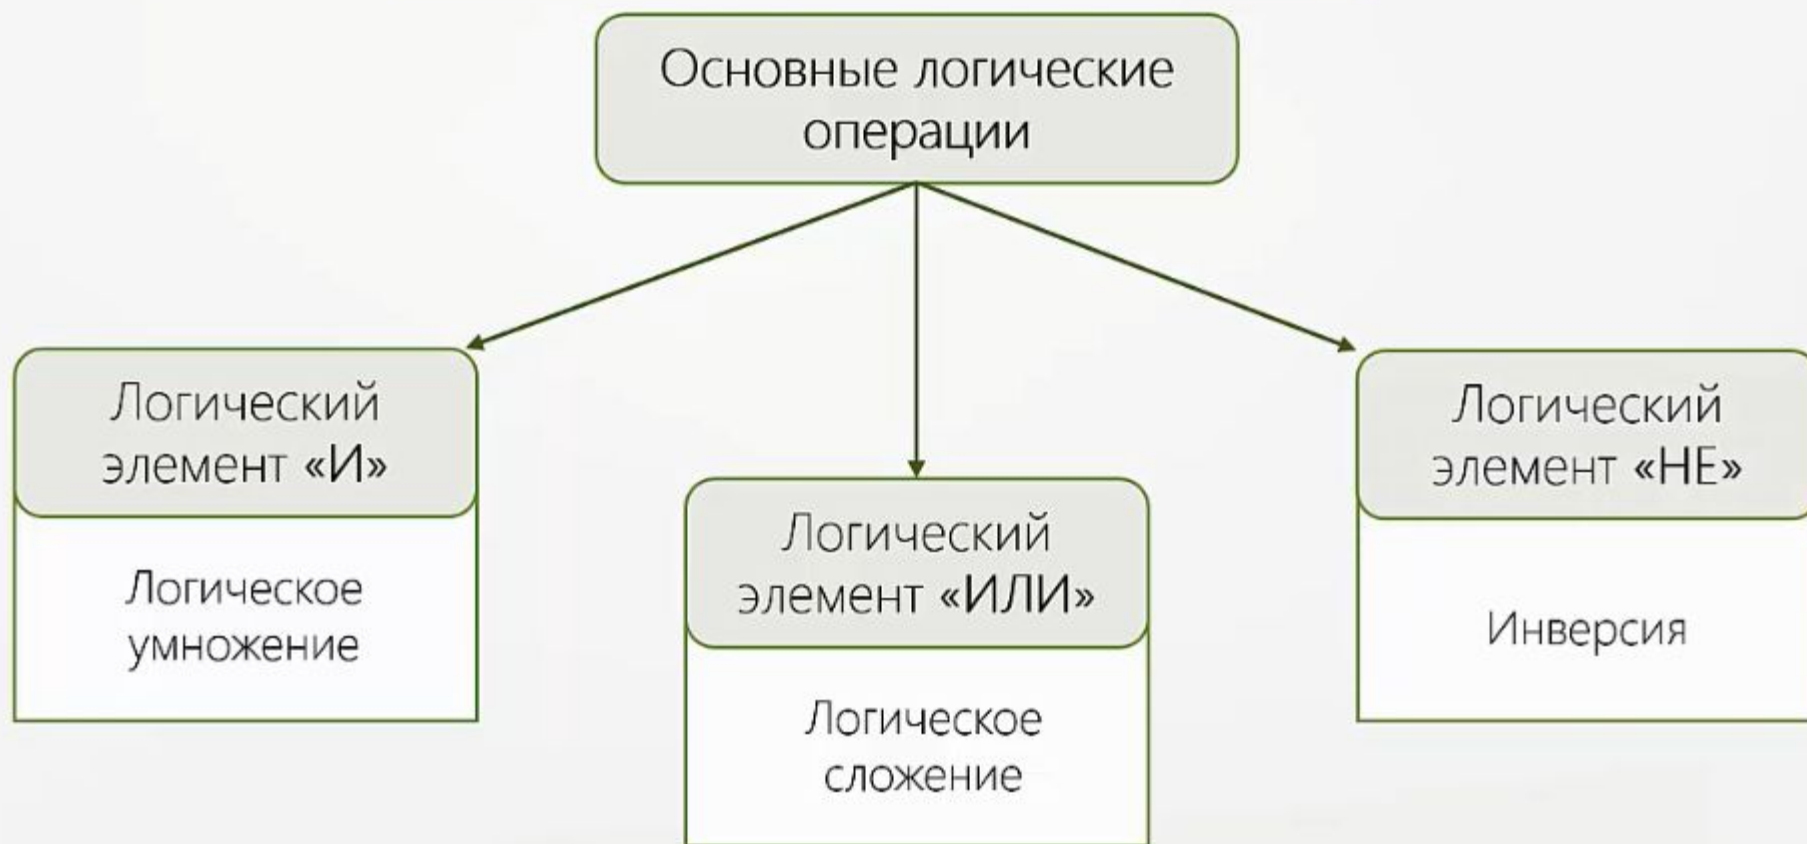 Основные логические
операции
Логический
элемент «И»
Логическое
умножение
Логический
элемент «ИЛИ»
Логическое
сложение
Логический
элемент «НЕ»
Инверсия